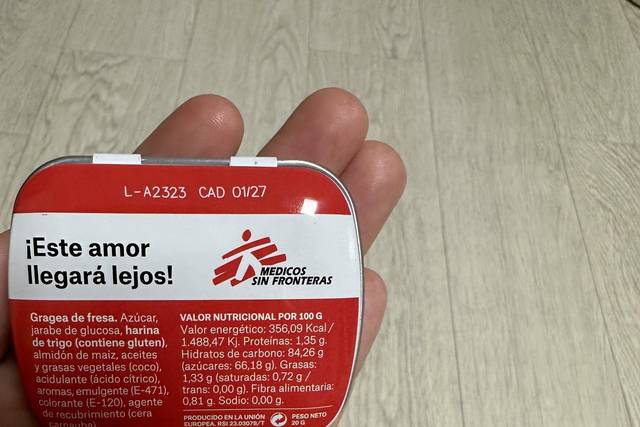 L-A2323 CAD 01/27
¡Este amor
llegará lejos!
MEDICOS
SIN FRONTERAS
Gragea de fresa. Azúcar,
jarabe de glucosa, harina
de trigo (contiene gluten),
almidón de maiz, aceites
y grasas vegetales (coco),
acidulante (ácido cítrico),
aromas, emulgente (E-471),
colorante (E-120), agente
de recubrimiento (cera
carnauba)
VALOR NUTRICIONAL POR 100 G
Valor energético: 356,09 Kcal/
1.488,47 Kj. Proteínas: 1,35 g.
Hidratos de carbono: 84,26 g
(azúcares: 66,18 g). Grasas:
1,33 g (saturadas: 0,72 g /
trans: 0,00 g). Fibra alimentaria:
0,81 g. Sodio: 0,00 g.
PRODUCIDO EN LA UNIÓN
EUROPEA. RSI 23.03079/T
PESO NETO
20 G